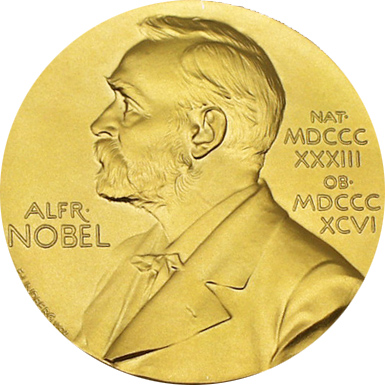 ALFR·
NOBEL
NAT·
MDCCC
XXXIII
OB·
MDCCC
XCVI